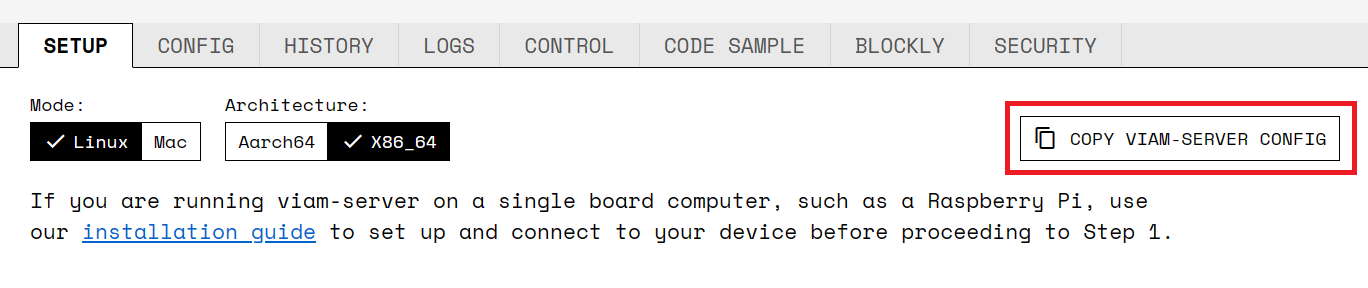 SETUP CONFIG HISTORY LOGS CONTROL CODE SAMPLE BLOCKLY SECURITY
Mode: Architecture:
Linux Mac Aarch64 X86_64 COPY VIAM-SERVER CONFIG
If you are running viam-server on a single board computer, such as a Raspberry Pi, use
our installation guide to set up and connect to your device before proceeding to Step 1.